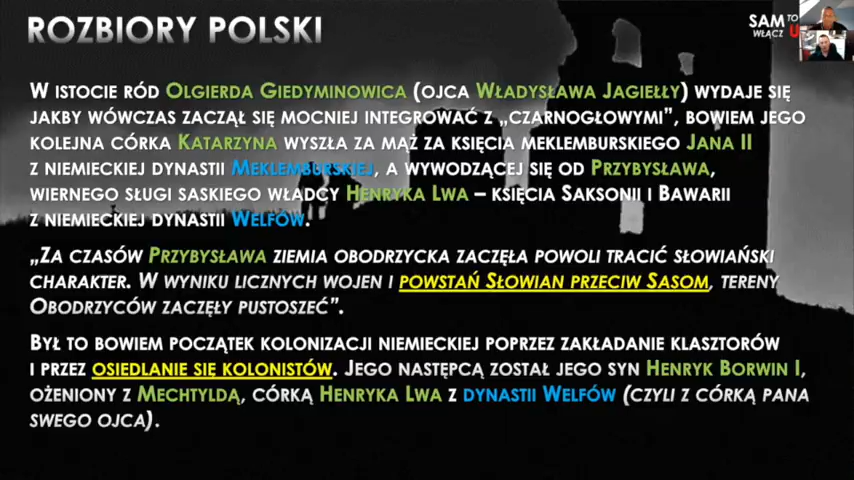 ROZBIORY POLSKI
SAM TO
WŁĄCZ U
W ISTOCIE RÓD OLGIERDA GIEDYMINOWICA (OJCA WŁADYSŁAWA JAGIEŁŁY) WYDAJE SIĘ
JAKBY WÓWCZAS ZACZĄŁ SIĘ MOCNIEJ INTEGROWAĆ Z „CZARNOGŁOWYMI”, BOWIEM JEGO
KOLEJNA CÓRKA KATARZYNA WYSZŁA ZA MĄŻ ZA KSIĘCIA MEKLEMBURSKIEGO JANA II
Z NIEMIECKIEJ DYNASTII MEKLEMBURSKIEJ, A WYWODZĄCEJ SIĘ OD PRZYBYSŁAWA,
WIERNEGO SŁUGI SASKIEGO WŁADCY HENRYKA LWA – KSIĘCIA SAKSONII I BAWARII
Z NIEMIECKIEJ DYNASTII WELFÓW.
„ZA CZASÓW PRZYBYSŁAWA ZIEMIA OBODRZYCKA ZACZĘŁA POWOLI TRACIĆ SŁOWIAŃSKI
CHARAKTER. W WYNIKU LICZNYCH WOJEN I POWSTAŃ SŁOWIAN PRZECIW SASOM, TERENY
OBODRZYCÓW ZACZĘŁY PUSTOSZEĆ”.
BYŁ TO BOWIEM POCZĄTEK KOLONIZACJI NIEMIECKIEJ POPRZEZ ZAKŁADANIE KLASZTORÓW
I PRZEZ OSIEDLANIE SIĘ KOLONISTÓW. JEGO NASTĘPCĄ ZOSTAŁ JEGO SYN HENRYK BORWIN I,
OŻENIONY Z MECHTYLDĄ, CÓRKĄ HENRYKA LWA Z DYNASTII WELFÓW (CZYLI Z CÓRKĄ PANA
SWEGO OJCA).